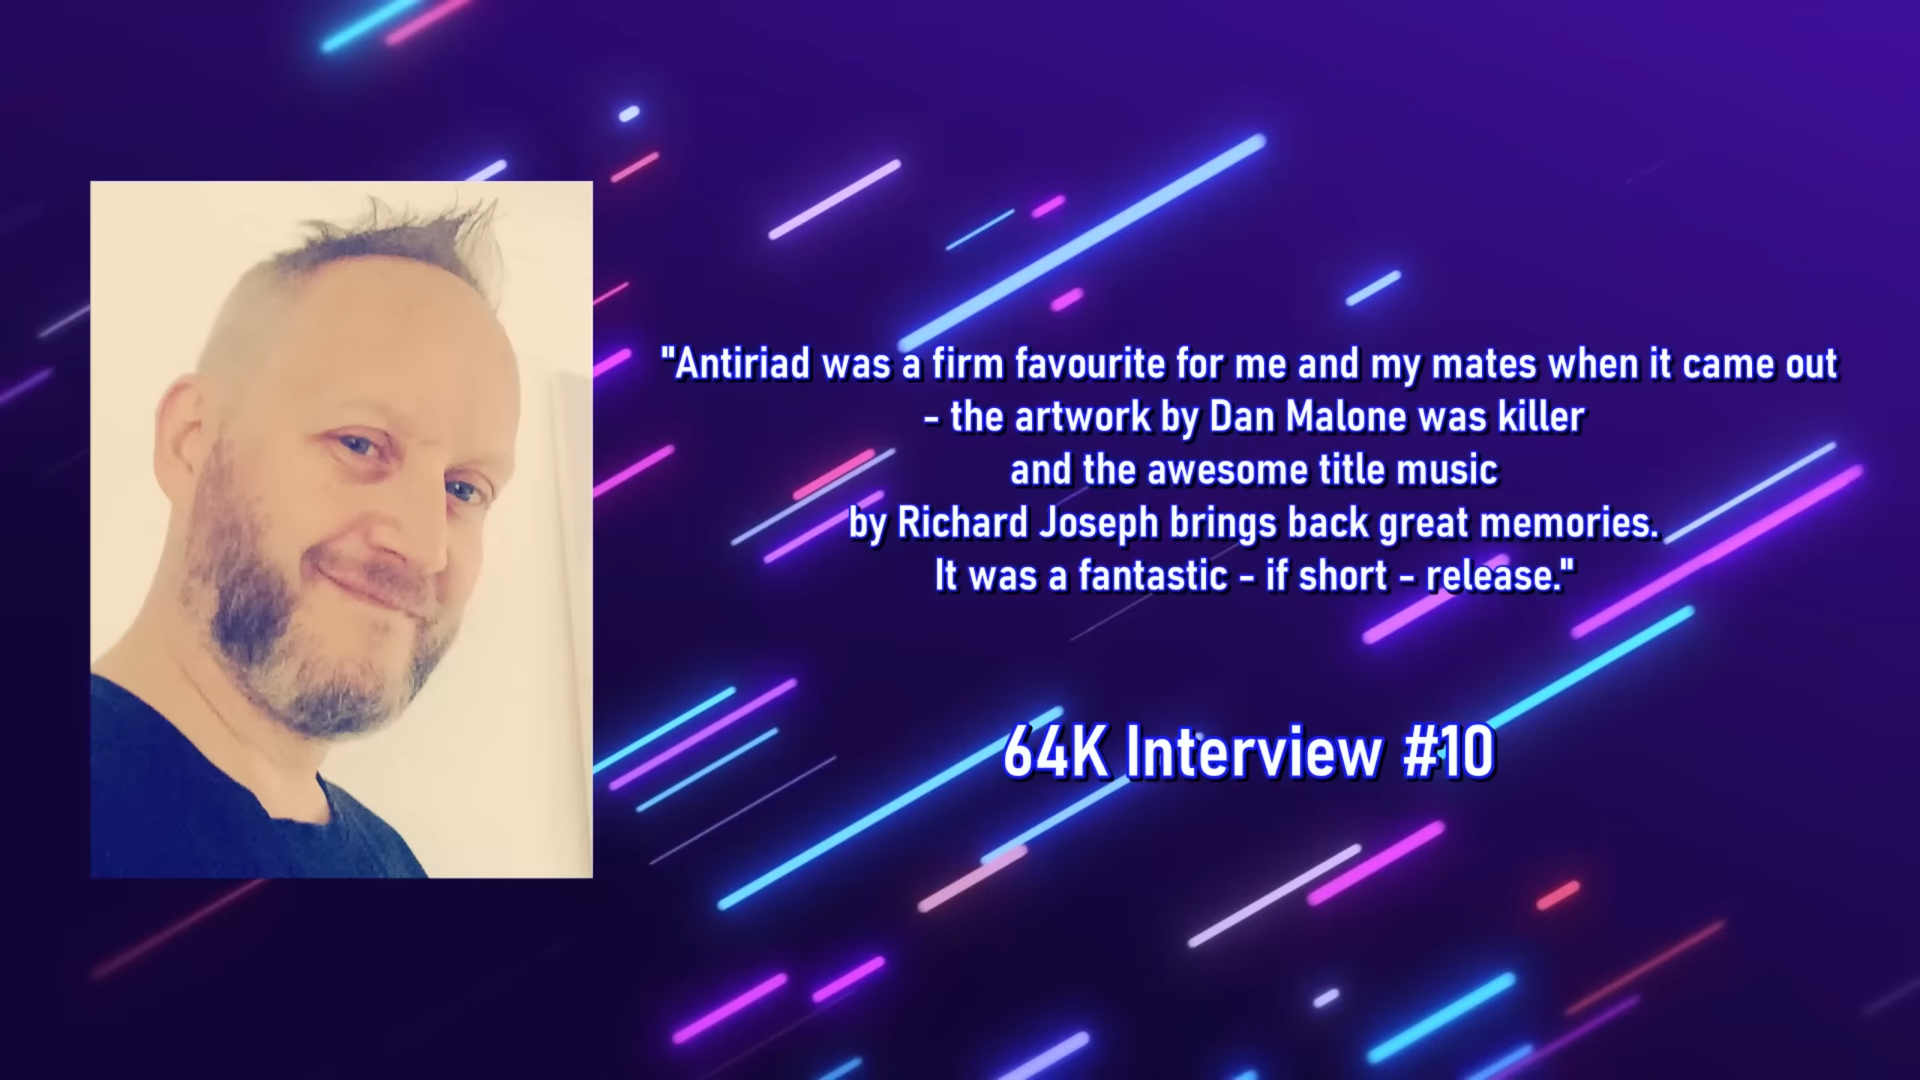 "Antiriad was a firm favourite for me and my mates when it came out
- the artwork by Dan Malone was killer
and the awesome title music
by Richard Joseph brings back great memories.
It was a fantastic - if short - release."
64K Interview #10